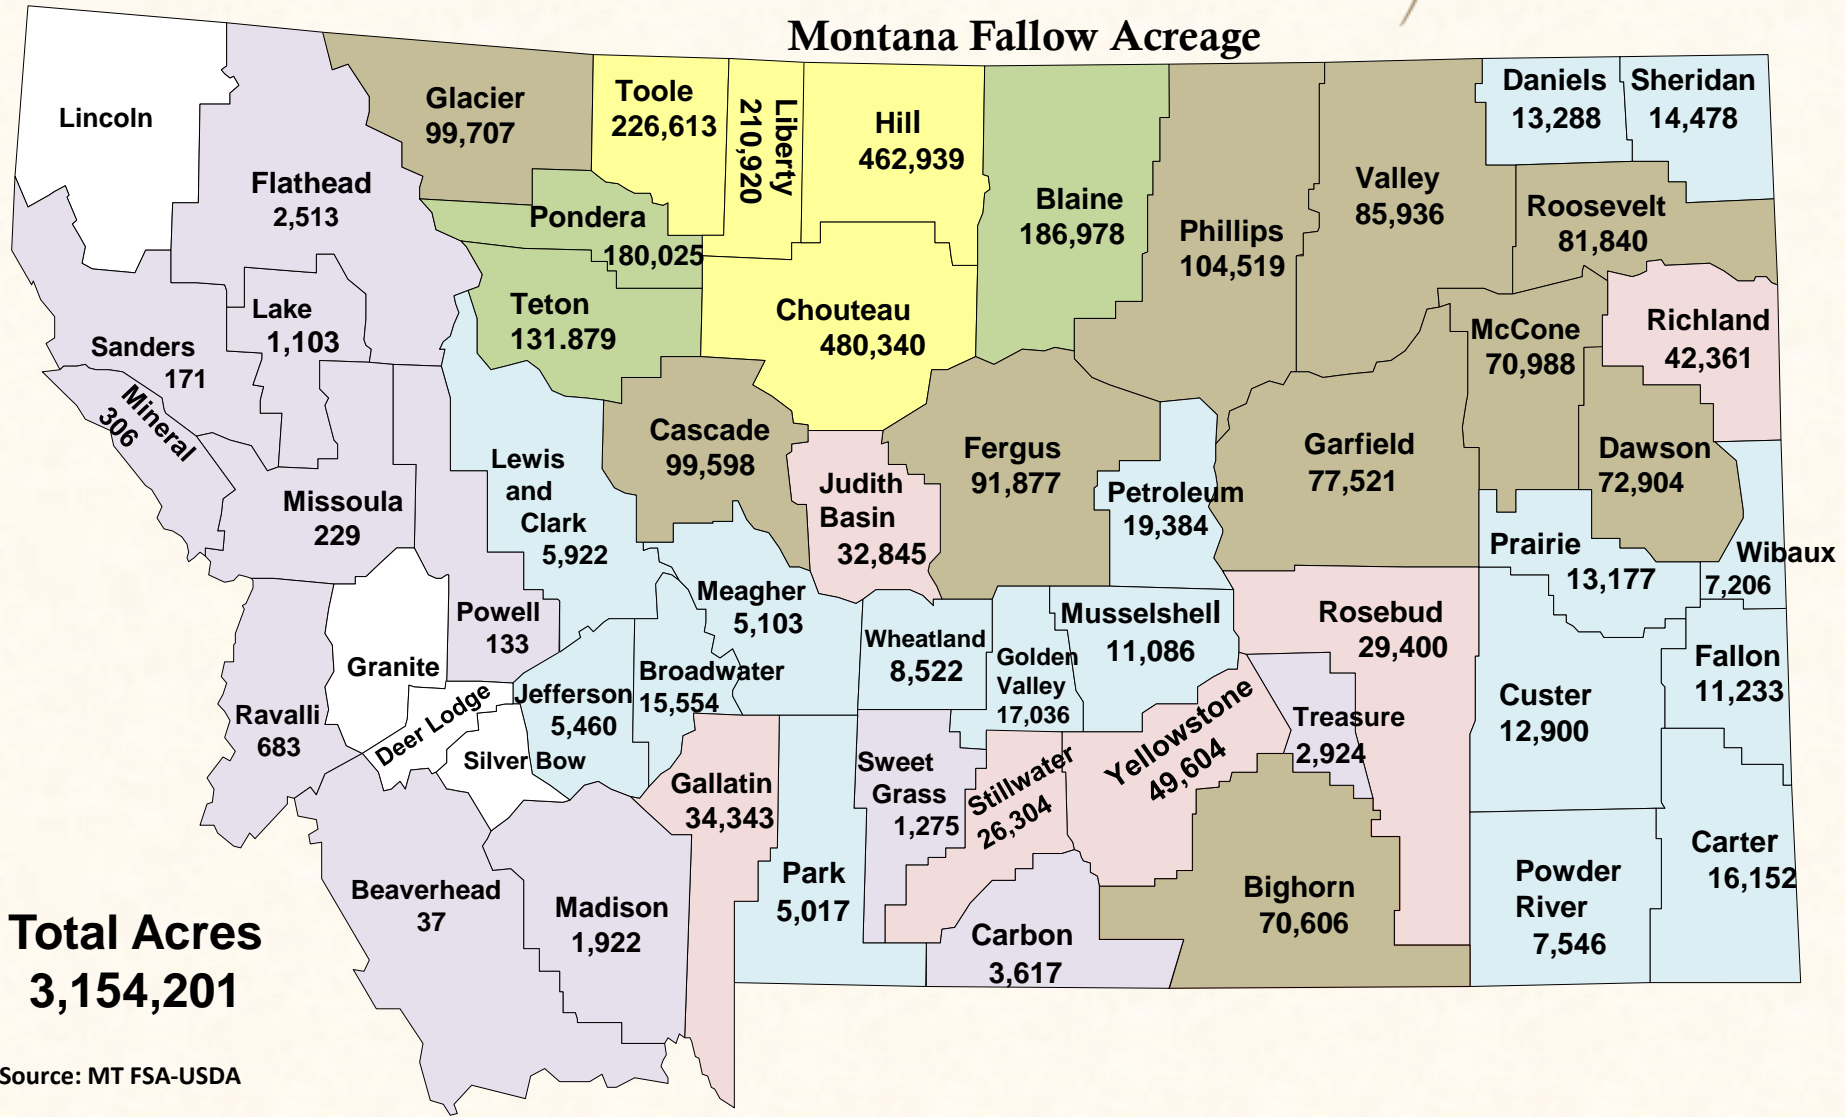 Montana Fallow Acreage
Lincoln
Flathead
2,513
Glacier
99,707
Toole
226,613
Liberty
210,920
Hill
462,939
Blaine
186,978
Phillips
104,519
Valley
85,936
Daniels
13,288
Sheridan
14,478
Roosevelt
81,840
Pondera
180,025
Teton
131.879
Chouteau
480,340
Lake
1,103
Sanders
171
Mineral
306
Missoula
229
Lewis
and
Clark
5,922
Cascade
99,598
Judith
Basin
32,845
Fergus
91,877
Petroleum
19,384
Garfield
77,521
McCone
70,988
Richland
42,361
Dawson
72,904
Prairie
13,177
Wibaux
7,206
Powell
133
Granite
Ravalli
683
Deer Lodge
Silver Bow
Jefferson
5,460
Broadwater
15,554
Meagher
5,103
Wheatland
8,522
Golden
Valley
17,036
Musselshell
11,086
Rosebud
29,400
Treasure
2,924
Custer
12,900
Fallon
11,233
Gallatin
34,343
Park
5,017
Sweet
Grass
1,275
Stillwater
26,304
Yellowstone
49,604
Beaverhead
37
Madison
1,922
Carbon
3,617
Bighorn
70,606
Powder
River
7,546
Carter
16,152
Total Acres
3,154,201
Source: MT FSA-USDA